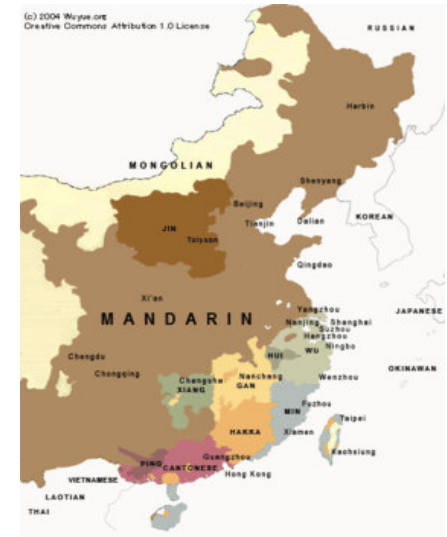 (c) 2004 Wuyue.org
Creative Commons Attribution 1.0 License
RUSSIAN
Harbin
MONGOLIAN
Shenyang
Beijing
Tianjin
Dalian
KOREAN
JIN
Taiyuan
Qingdao
Xi'an
JAPANESE
MANDARIN
Yangzhou
Nanjing
Shanghai
Suzhou
Hangzhou
Ningbo
HUI
WU
Chengdu
Chongqing
OKINAWAN
Nanchang
Changsha
XIANG
GAN
Wenzhou
MIN
Fuzhou
Taipei
HAKKA
Xiamen
Kaohsiung
PING
Guangzhou
CANTONESE
Hong Kong
VIETNAMESE
LAOTIAN
THAI